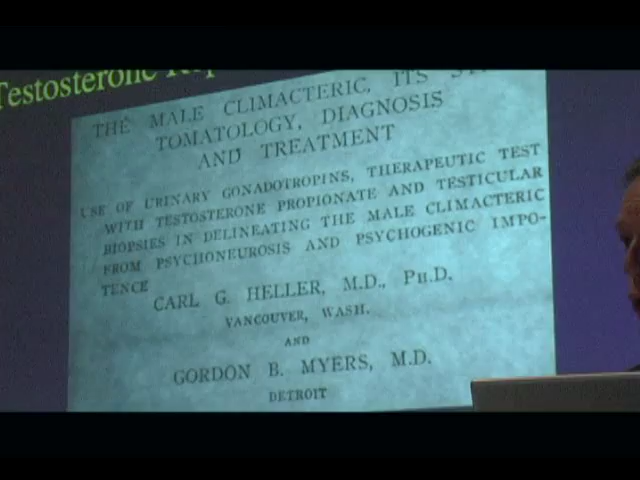 Testosterone
THE MALE CLIMACTERIC, ITS
TOMATOLOGY, DIAGNOSIS
AND TREATMENT
USE OF URINARY GONADOTROPINS, THERAPEUTIC TEST
WITH TESTOSTERONE PROPIONATE AND TESTICULAR
BIOPSIES IN DELINEATING THE MALE CLIMACTERIC
FROM PSYCHONEUROSIS AND PSYCHOGENIC IMPO-
TENCE
CARL G. HELLER, M.D., PH.D.
VANCOUVER, WASH.
AND
GORDON B. MYERS, M.D.
DETROIT